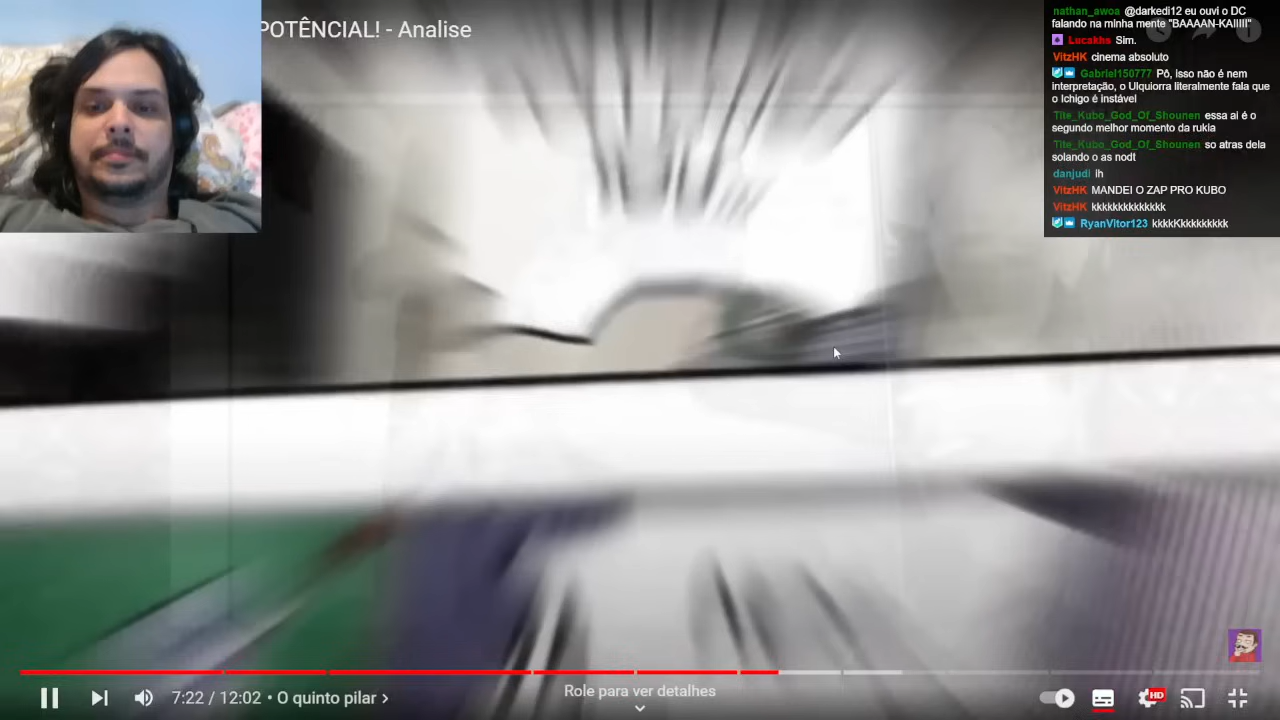 POTÊNCIAL! - Analise
nathan_awoa @darkedi12 eu ouvi o DC
falando na minha mente "BAAAAN-KAIIIII"
Lucakhs Sim.
VitzHK cinema absoluto
Gabriel150777 Pô, isso não é nem
interpretação, o Ulquiorra literalmente fala que
o Ichigo é instável
Tite_Kubo_God_Of_Shounen essa ai é o
segundo melhor momento da rukia
Tite_Kubo_God_Of_Shounen so atras dela
solando o as nodt
danjudi ih
VitzHK MANDEI O ZAP PRO KUBO
VitzHK kkkkkkkkkkkkk
RyanVitor123 kkkkKkkkkkkkkk
7:22 / 12:02 • O quinto pilar ›
Role para ver detalhes
HD